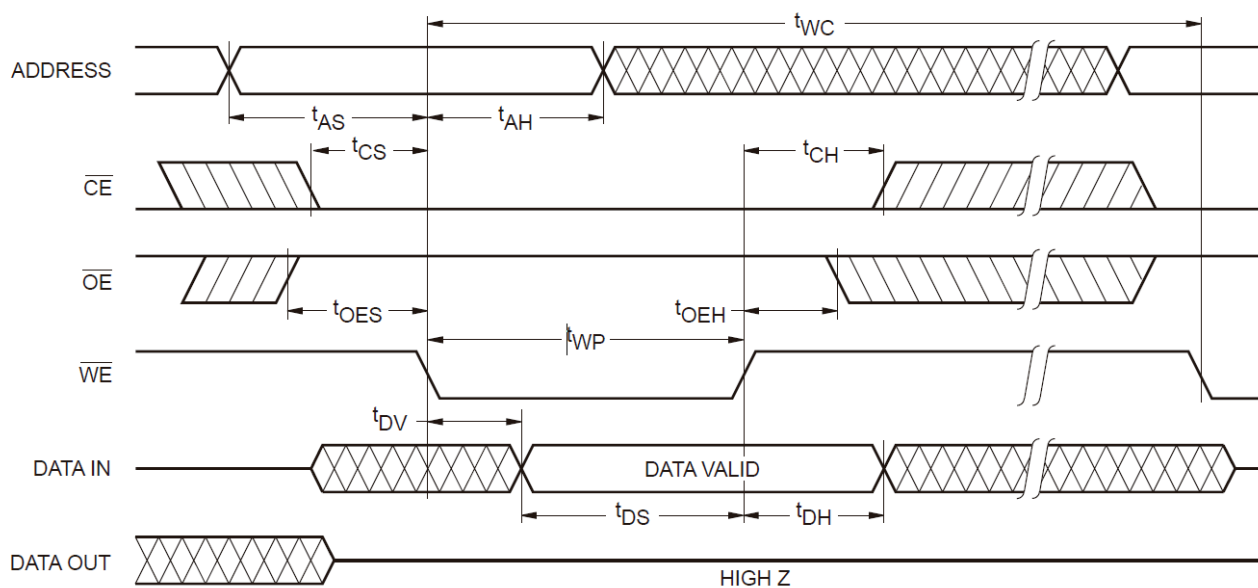 tWC
ADDRESS
tAS
tAH
tCS
tCH
CE
OE
tOES
tOEH
tWP
WE
tDV
DATA IN
DATA VALID
tDS
tDH
DATA OUT
HIGH Z